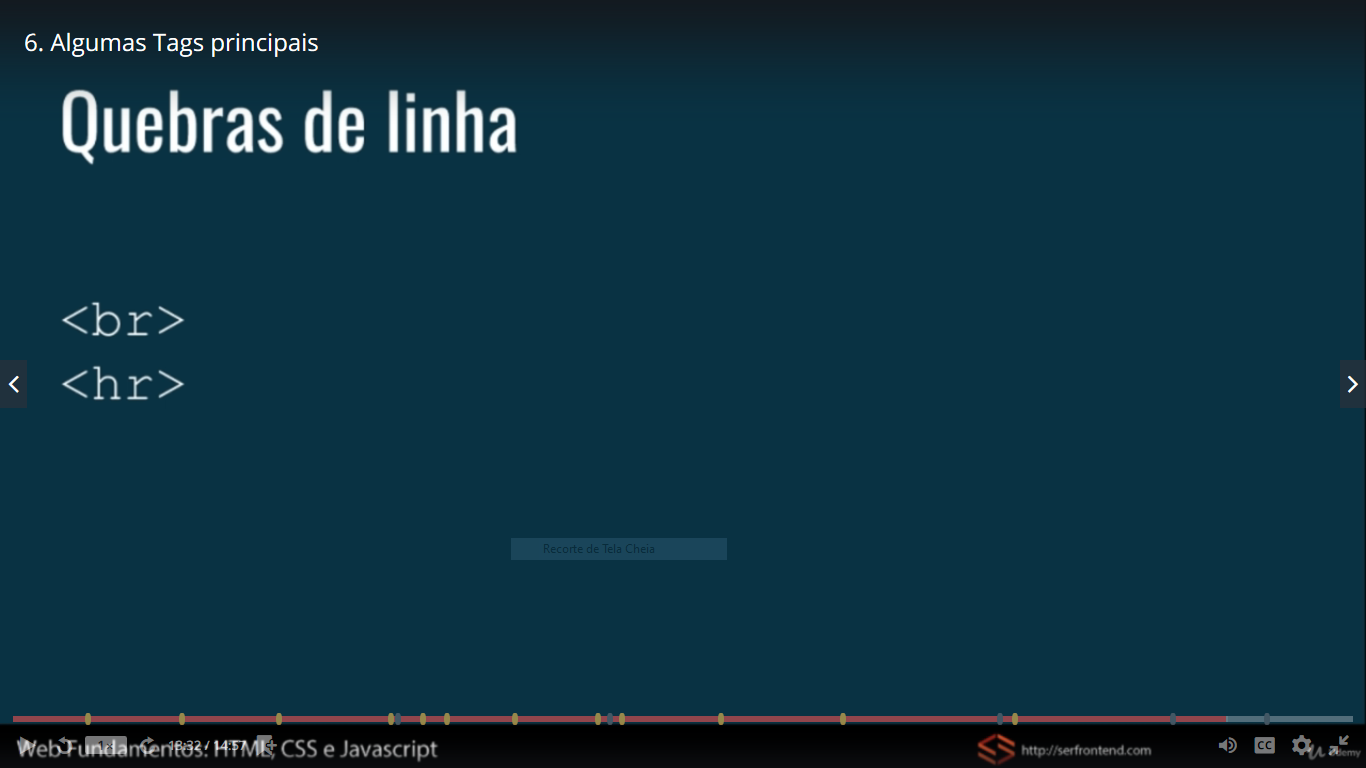 6. Algumas Tags principais
Quebras de linha
<br>
<hr>
Recorte de Tela Cheia
1x
13:32 / 14:57
Web Fundamentos: HTML, CSS e Javascript
http://serfrontend.com
CC
udemy